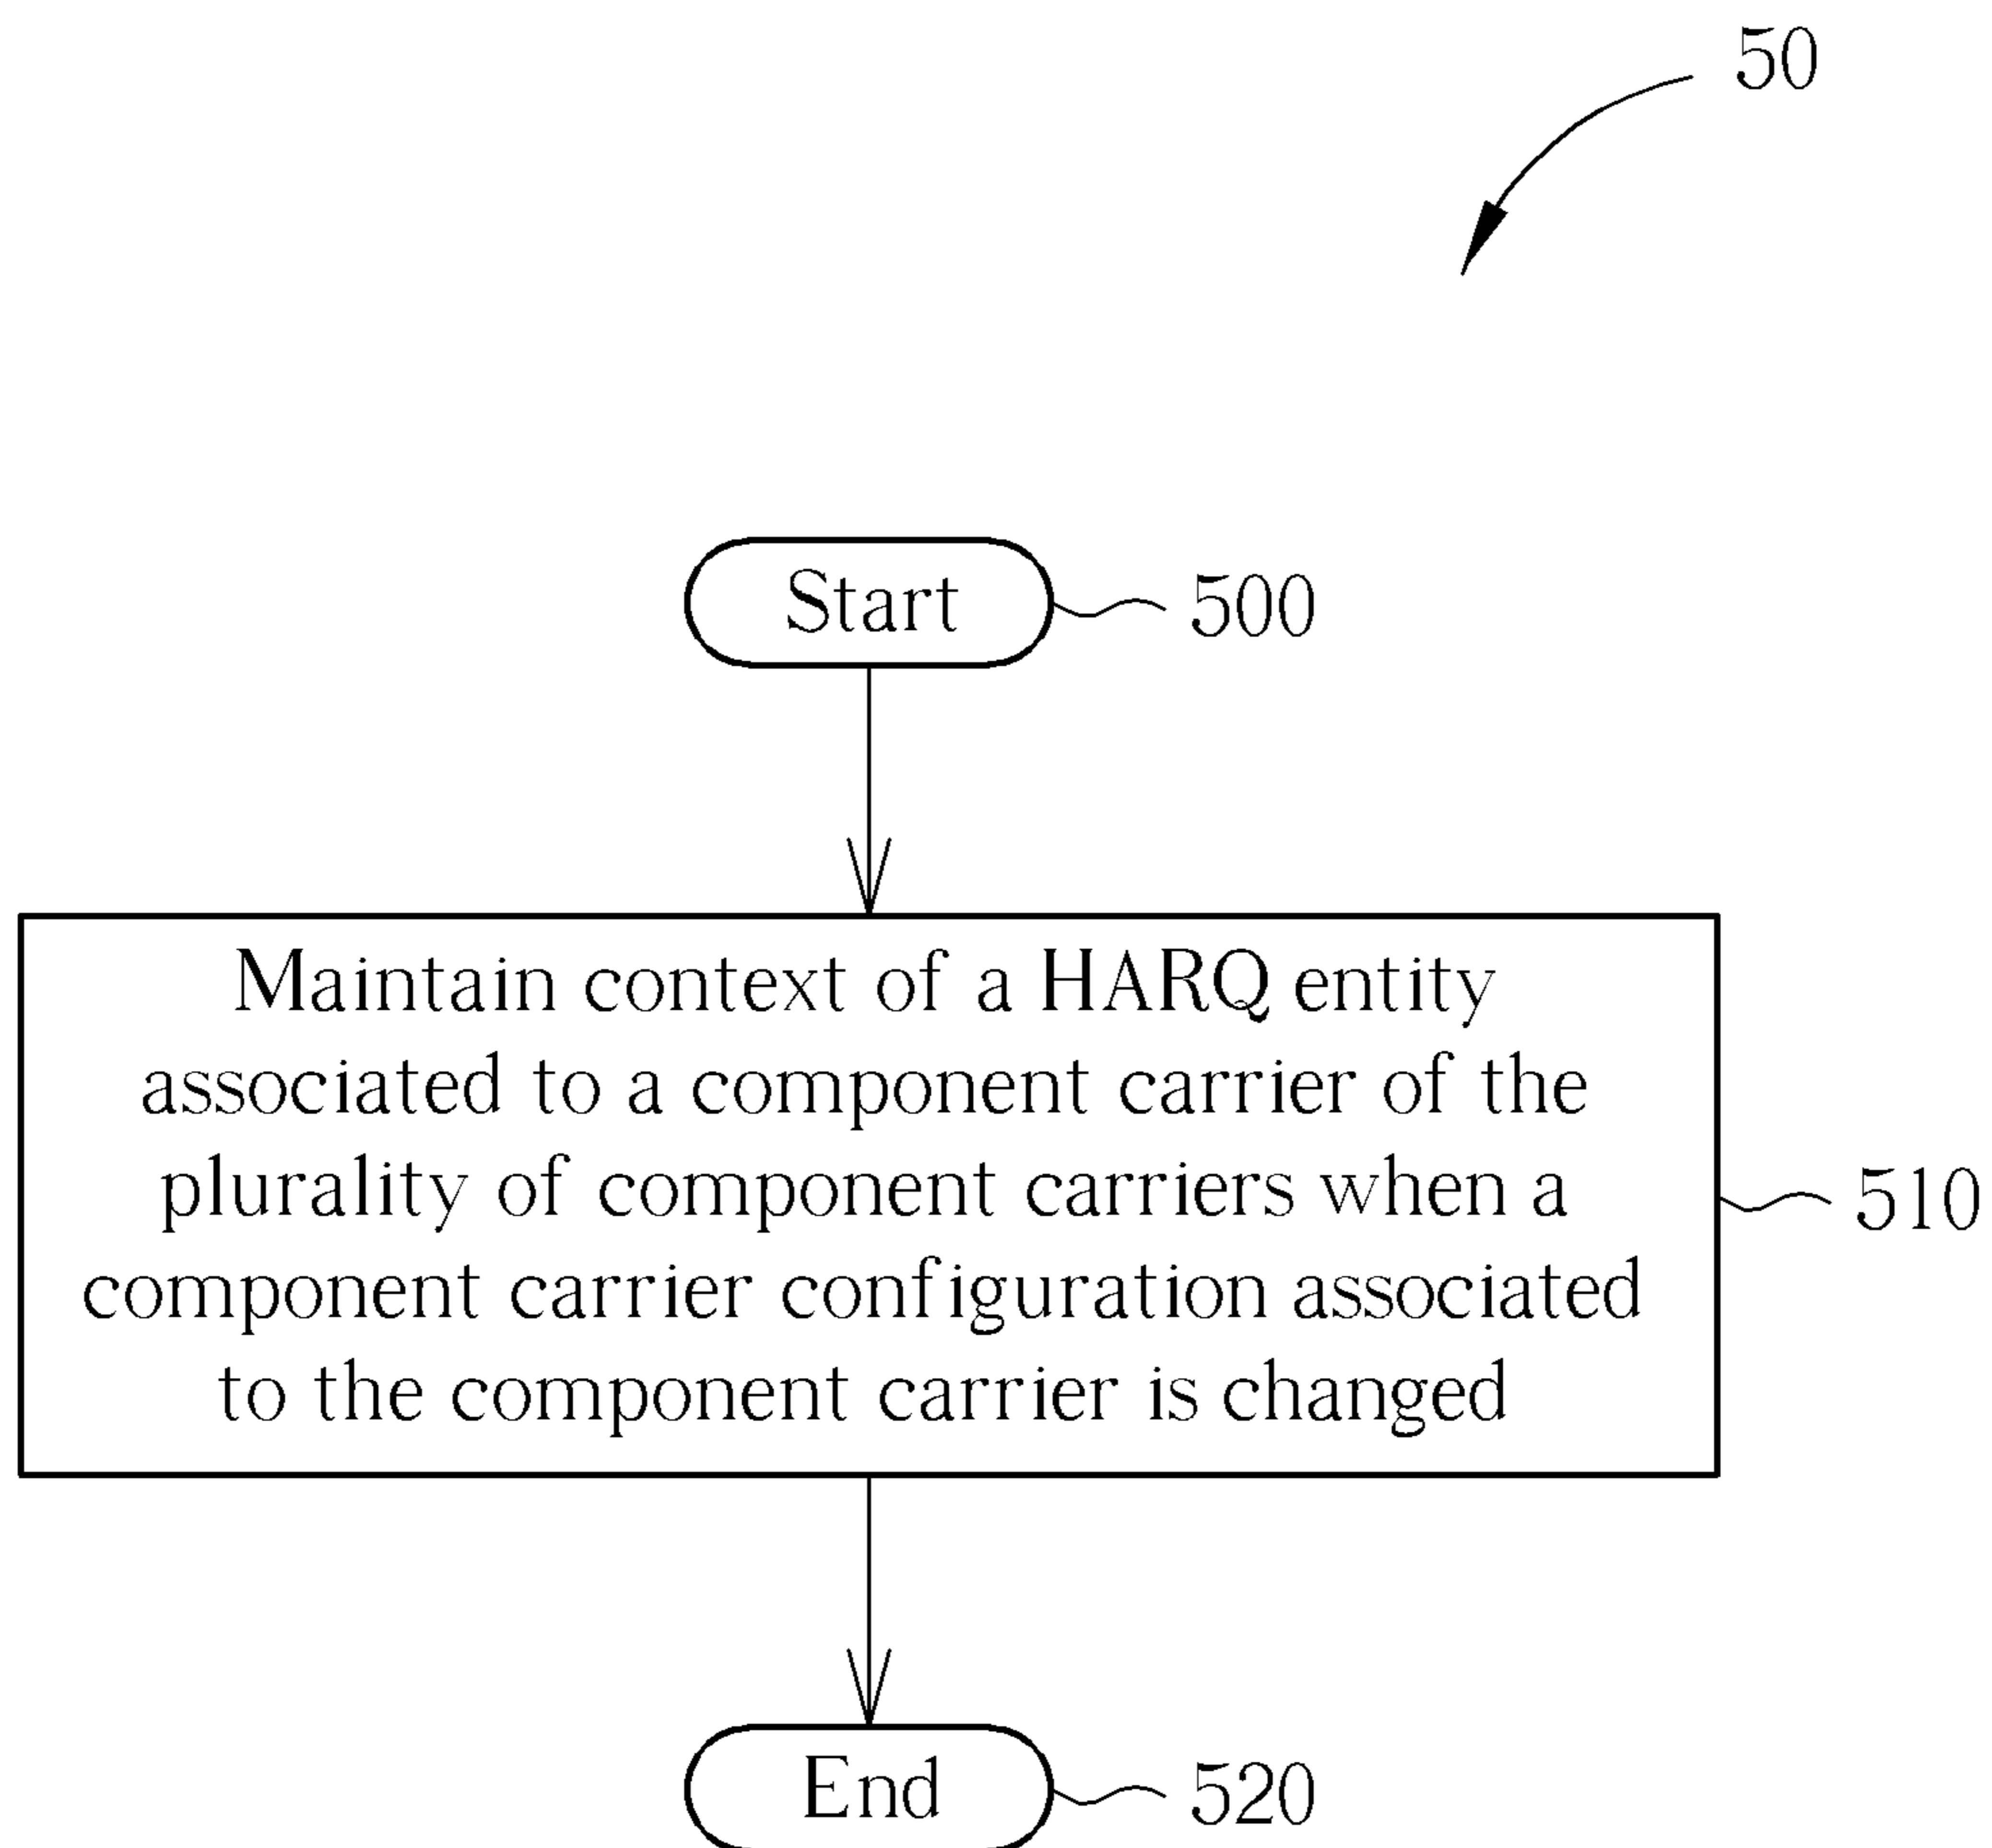 50
Start
500
Maintain context of a HARQ entity
associated to a component carrier of the
plurality of component carriers when a
component carrier configuration associated
to the component carrier is changed
510
End
520